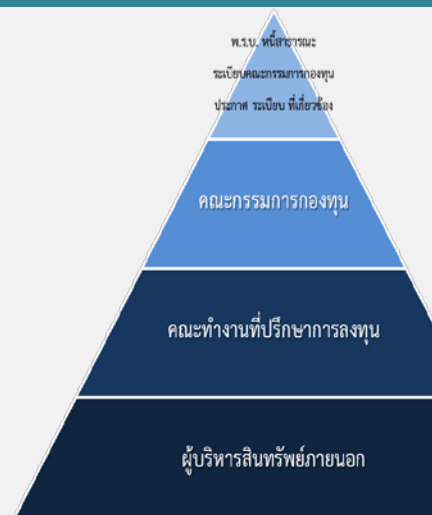 พ.ร.บ. หนี้สาธารณะ
ระเบียบคณะกรรมการกองทุน
ประกาศ ระเบียบ ที่เกี่ยวข้อง
คณะกรรมการกองทุน
คณะทำงานที่ปรึกษาการลงทุน
ผู้บริหารสินทรัพย์ภายนอก